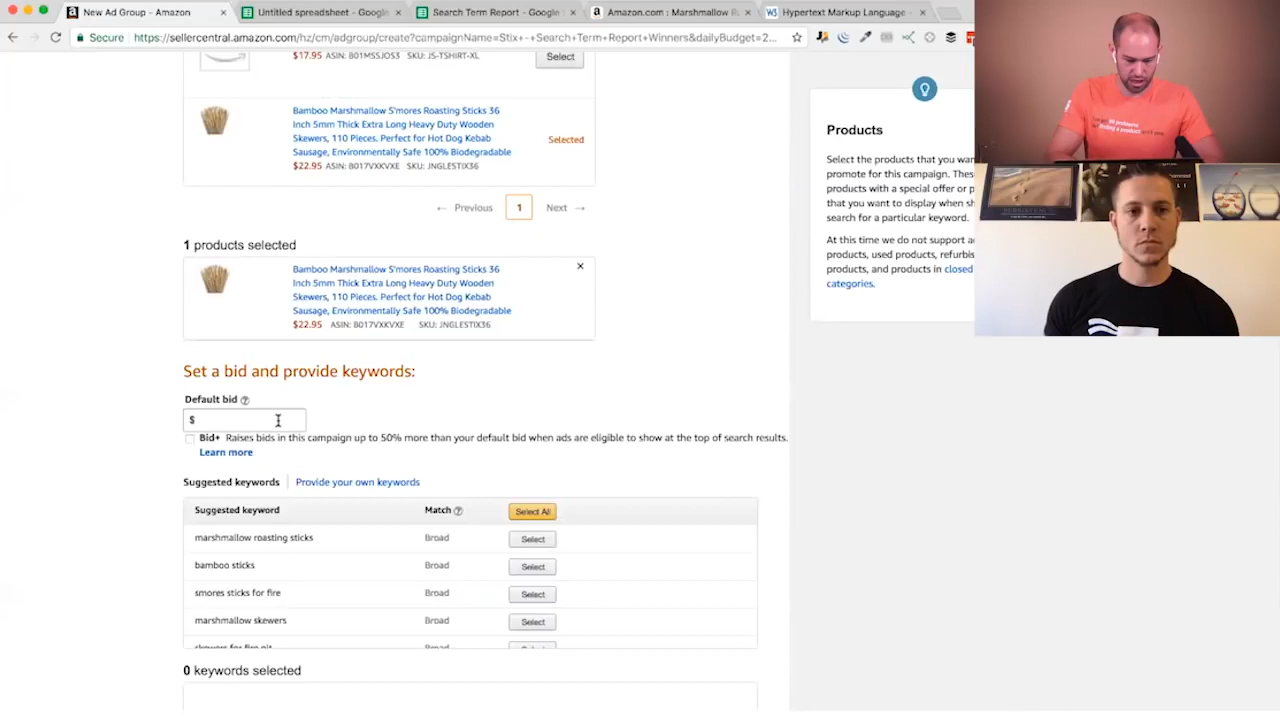 New Ad Group - Amazon
Untitled spreadsheet - Google
Search Term Report - Google
Amazon.com : Marshmallow R
Hypertext Markup Language -
Secure https://sellercentral.amazon.com/hz/cm/adgroup/create?campaignName=Stix+-+Search+Term+Report+Winners&dailyBudget=2...
$17.95 ASIN: B01MSSJOS3 SKU: JS-TSHIRT-XL
Select
Bamboo Marshmallow S'mores Roasting Sticks 36
Inch 5mm Thick Extra Long Heavy Duty Wooden
Skewers, 110 Pieces. Perfect for Hot Dog Kebab
Sausage, Environmentally Safe 100% Biodegradable
$22.95 ASIN: B017VXKVXE SKU: JNGLESTIX36
Selected
← Previous 1 Next →
1 products selected
Bamboo Marshmallow S'mores Roasting Sticks 36
Inch 5mm Thick Extra Long Heavy Duty Wooden
Skewers, 110 Pieces. Perfect for Hot Dog Kebab
Sausage, Environmentally Safe 100% Biodegradable
$22.95 ASIN: B017VXKVXE SKU: JNGLESTIX36
Set a bid and provide keywords:
Default bid
$
Bid+ Raises bids in this campaign up to 50% more than your default bid when ads are eligible to show at the top of search results.
Learn more
Suggested keywords Provide your own keywords
Suggested keyword Match Select All
marshmallow roasting sticks Broad Select
bamboo sticks Broad Select
smores sticks for fire Broad Select
marshmallow skewers Broad Select
skewers for fire pit Broad
0 keywords selected
Products
Select the products that you wan
promote for this campaign. These
products with a special offer or p
that you want to display when sh
search for a particular keyword.
At this time we do not support a
products, used products, refurbis
products, and products in closed
categories.